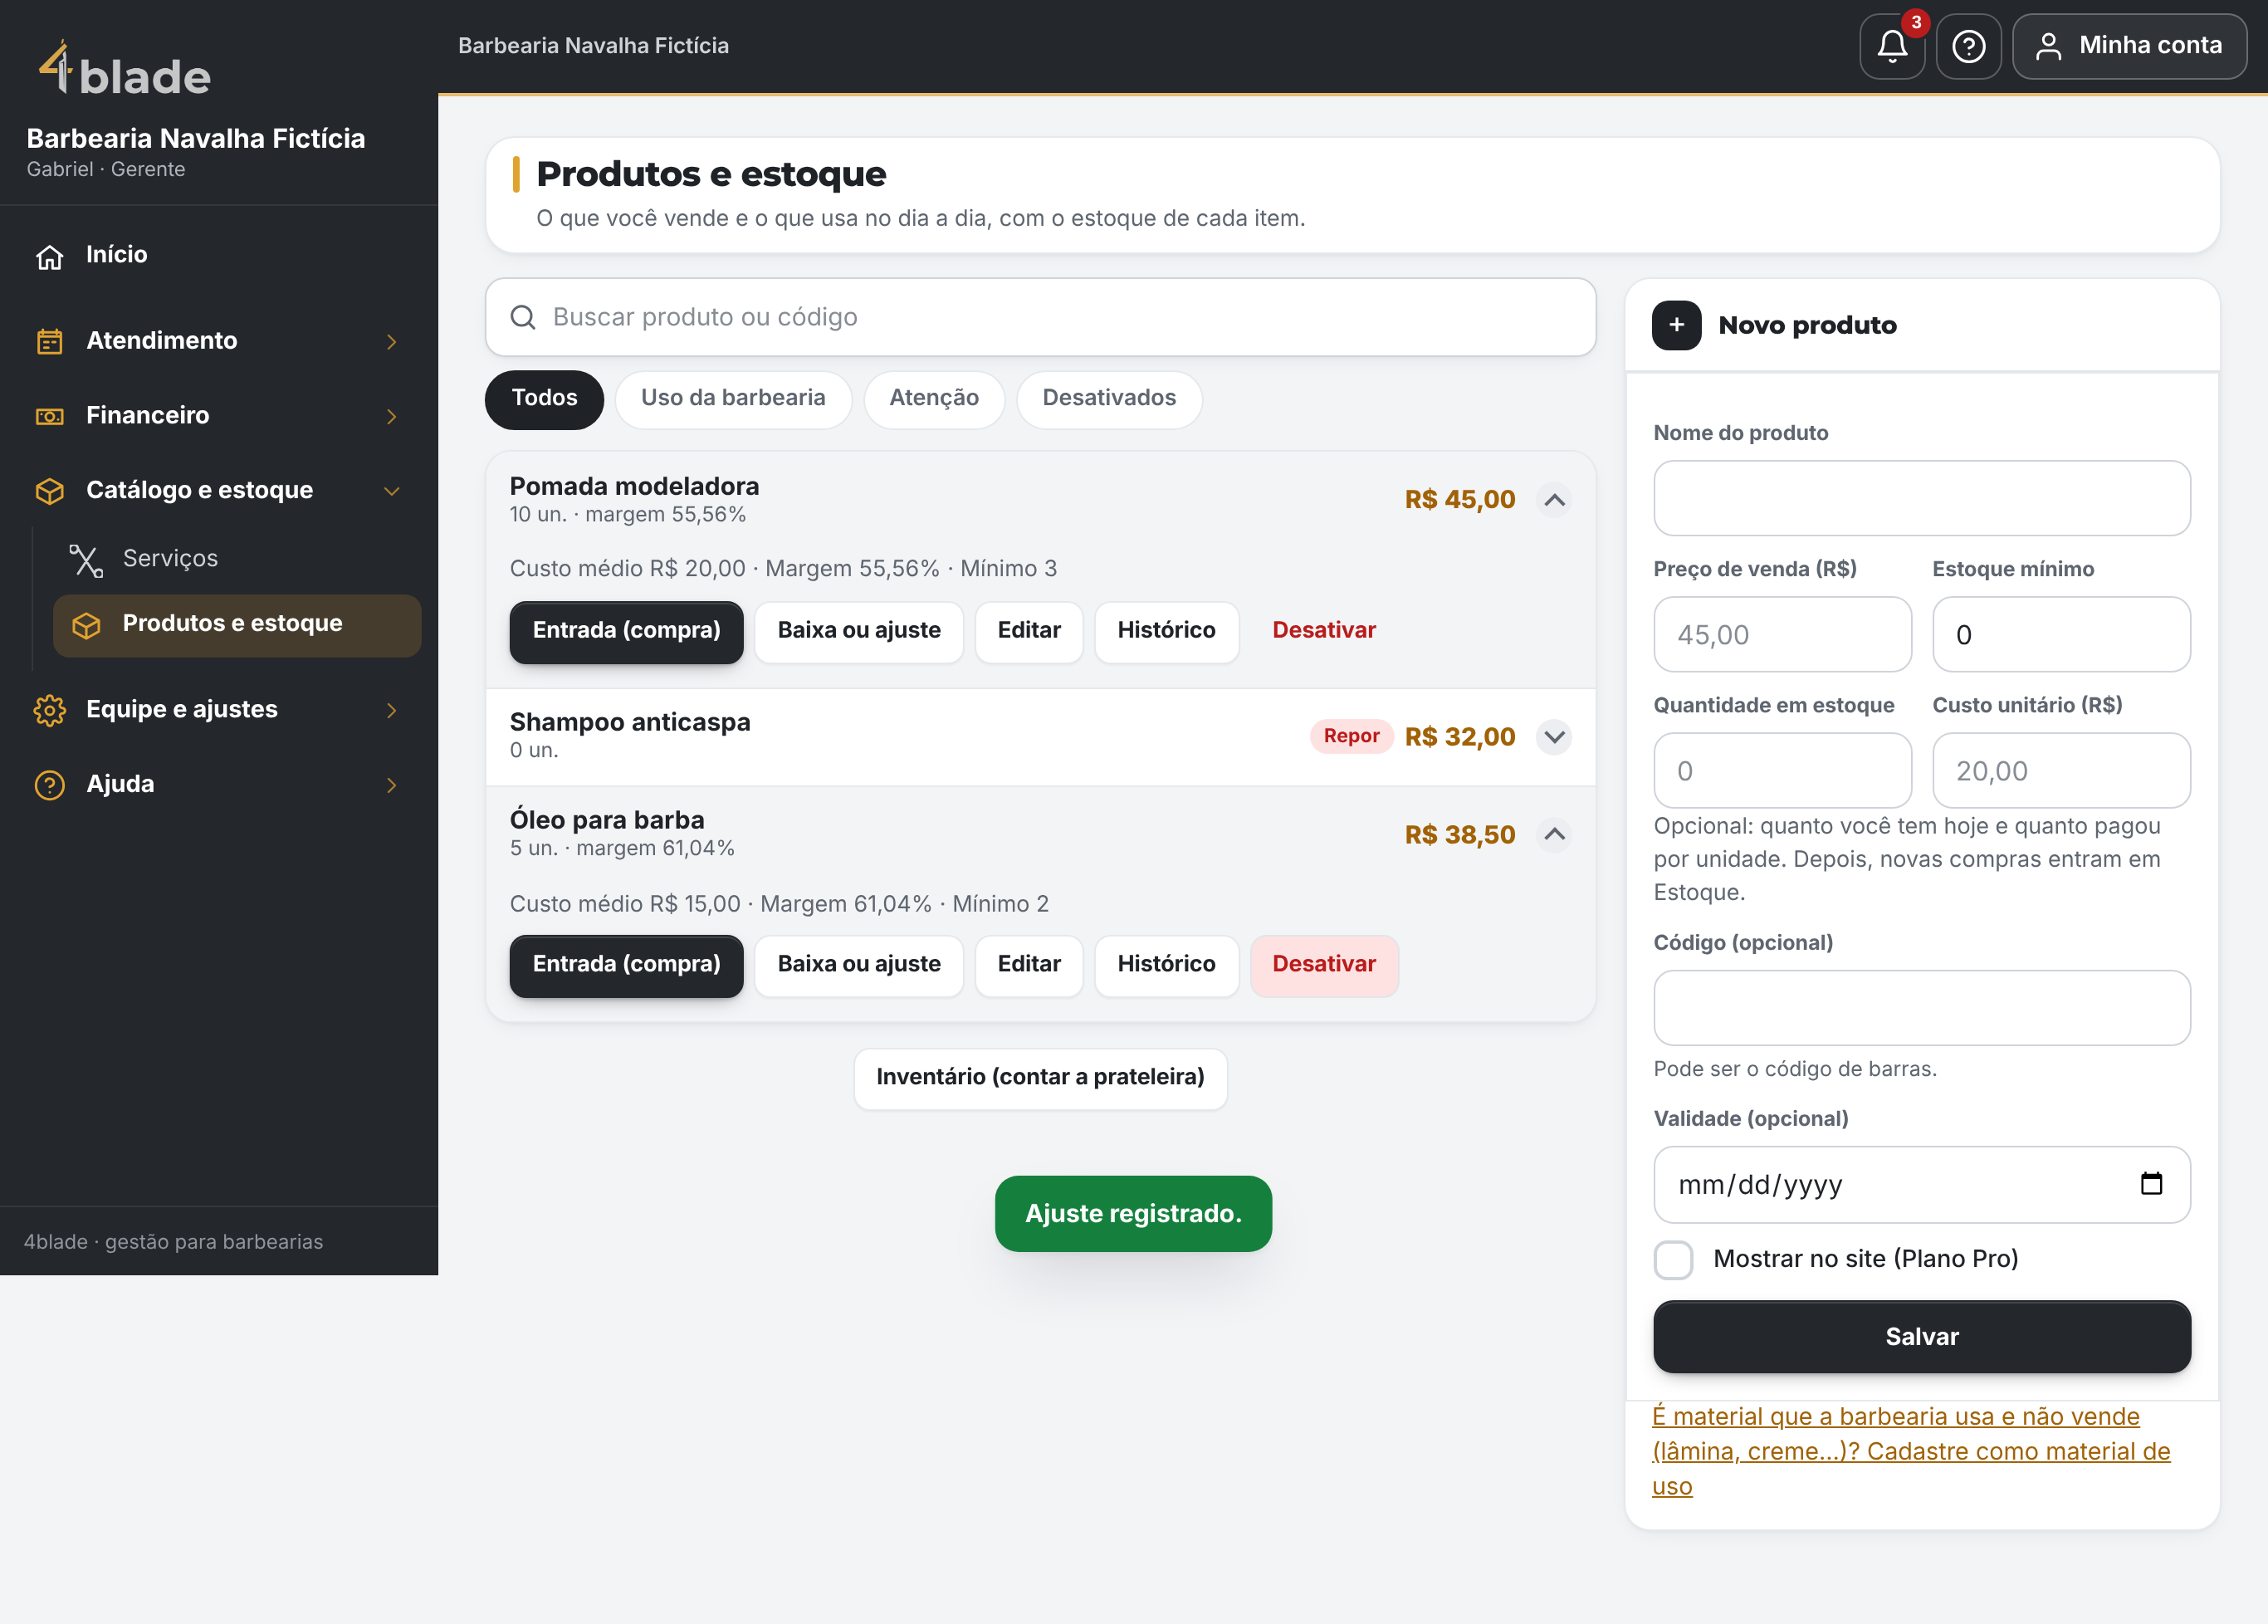 4blade
Barbearia Navalha Fictícia
Gabriel · Gerente
Início
Atendimento
Financeiro
Catálogo e estoque
Serviços
Produtos e estoque
Equipe e ajustes
Ajuda
4blade · gestão para barbearias
Barbearia Navalha Fictícia
3
Minha conta
Produtos e estoque
O que você vende e o que usa no dia a dia, com o estoque de cada item.
Buscar produto ou código
Todos
Uso da barbearia
Atenção
Desativados
Pomada modeladora
10 un. · margem 55,56%
R$ 45,00
Custo médio R$ 20,00 · Margem 55,56% · Mínimo 3
Entrada (compra)
Baixa ou ajuste
Editar
Histórico
Desativar
Shampoo anticaspa
0 un.
Repor
R$ 32,00
Óleo para barba
5 un. · margem 61,04%
R$ 38,50
Custo médio R$ 15,00 · Margem 61,04% · Mínimo 2
Entrada (compra)
Baixa ou ajuste
Editar
Histórico
Desativar
Inventário (contar a prateleira)
Ajuste registrado.
+ Novo produto
Nome do produto
Preço de venda (R$)
Estoque mínimo
45,00
0
Quantidade em estoque
Custo unitário (R$)
0
20,00
Opcional: quanto você tem hoje e quanto pagou
por unidade. Depois, novas compras entram em
Estoque.
Código (opcional)
Pode ser o código de barras.
Validade (opcional)
mm/dd/yyyy
Mostrar no site (Plano Pro)
Salvar
É material que a barbearia usa e não vende
(lâmina, creme...)? Cadastre como material de
uso